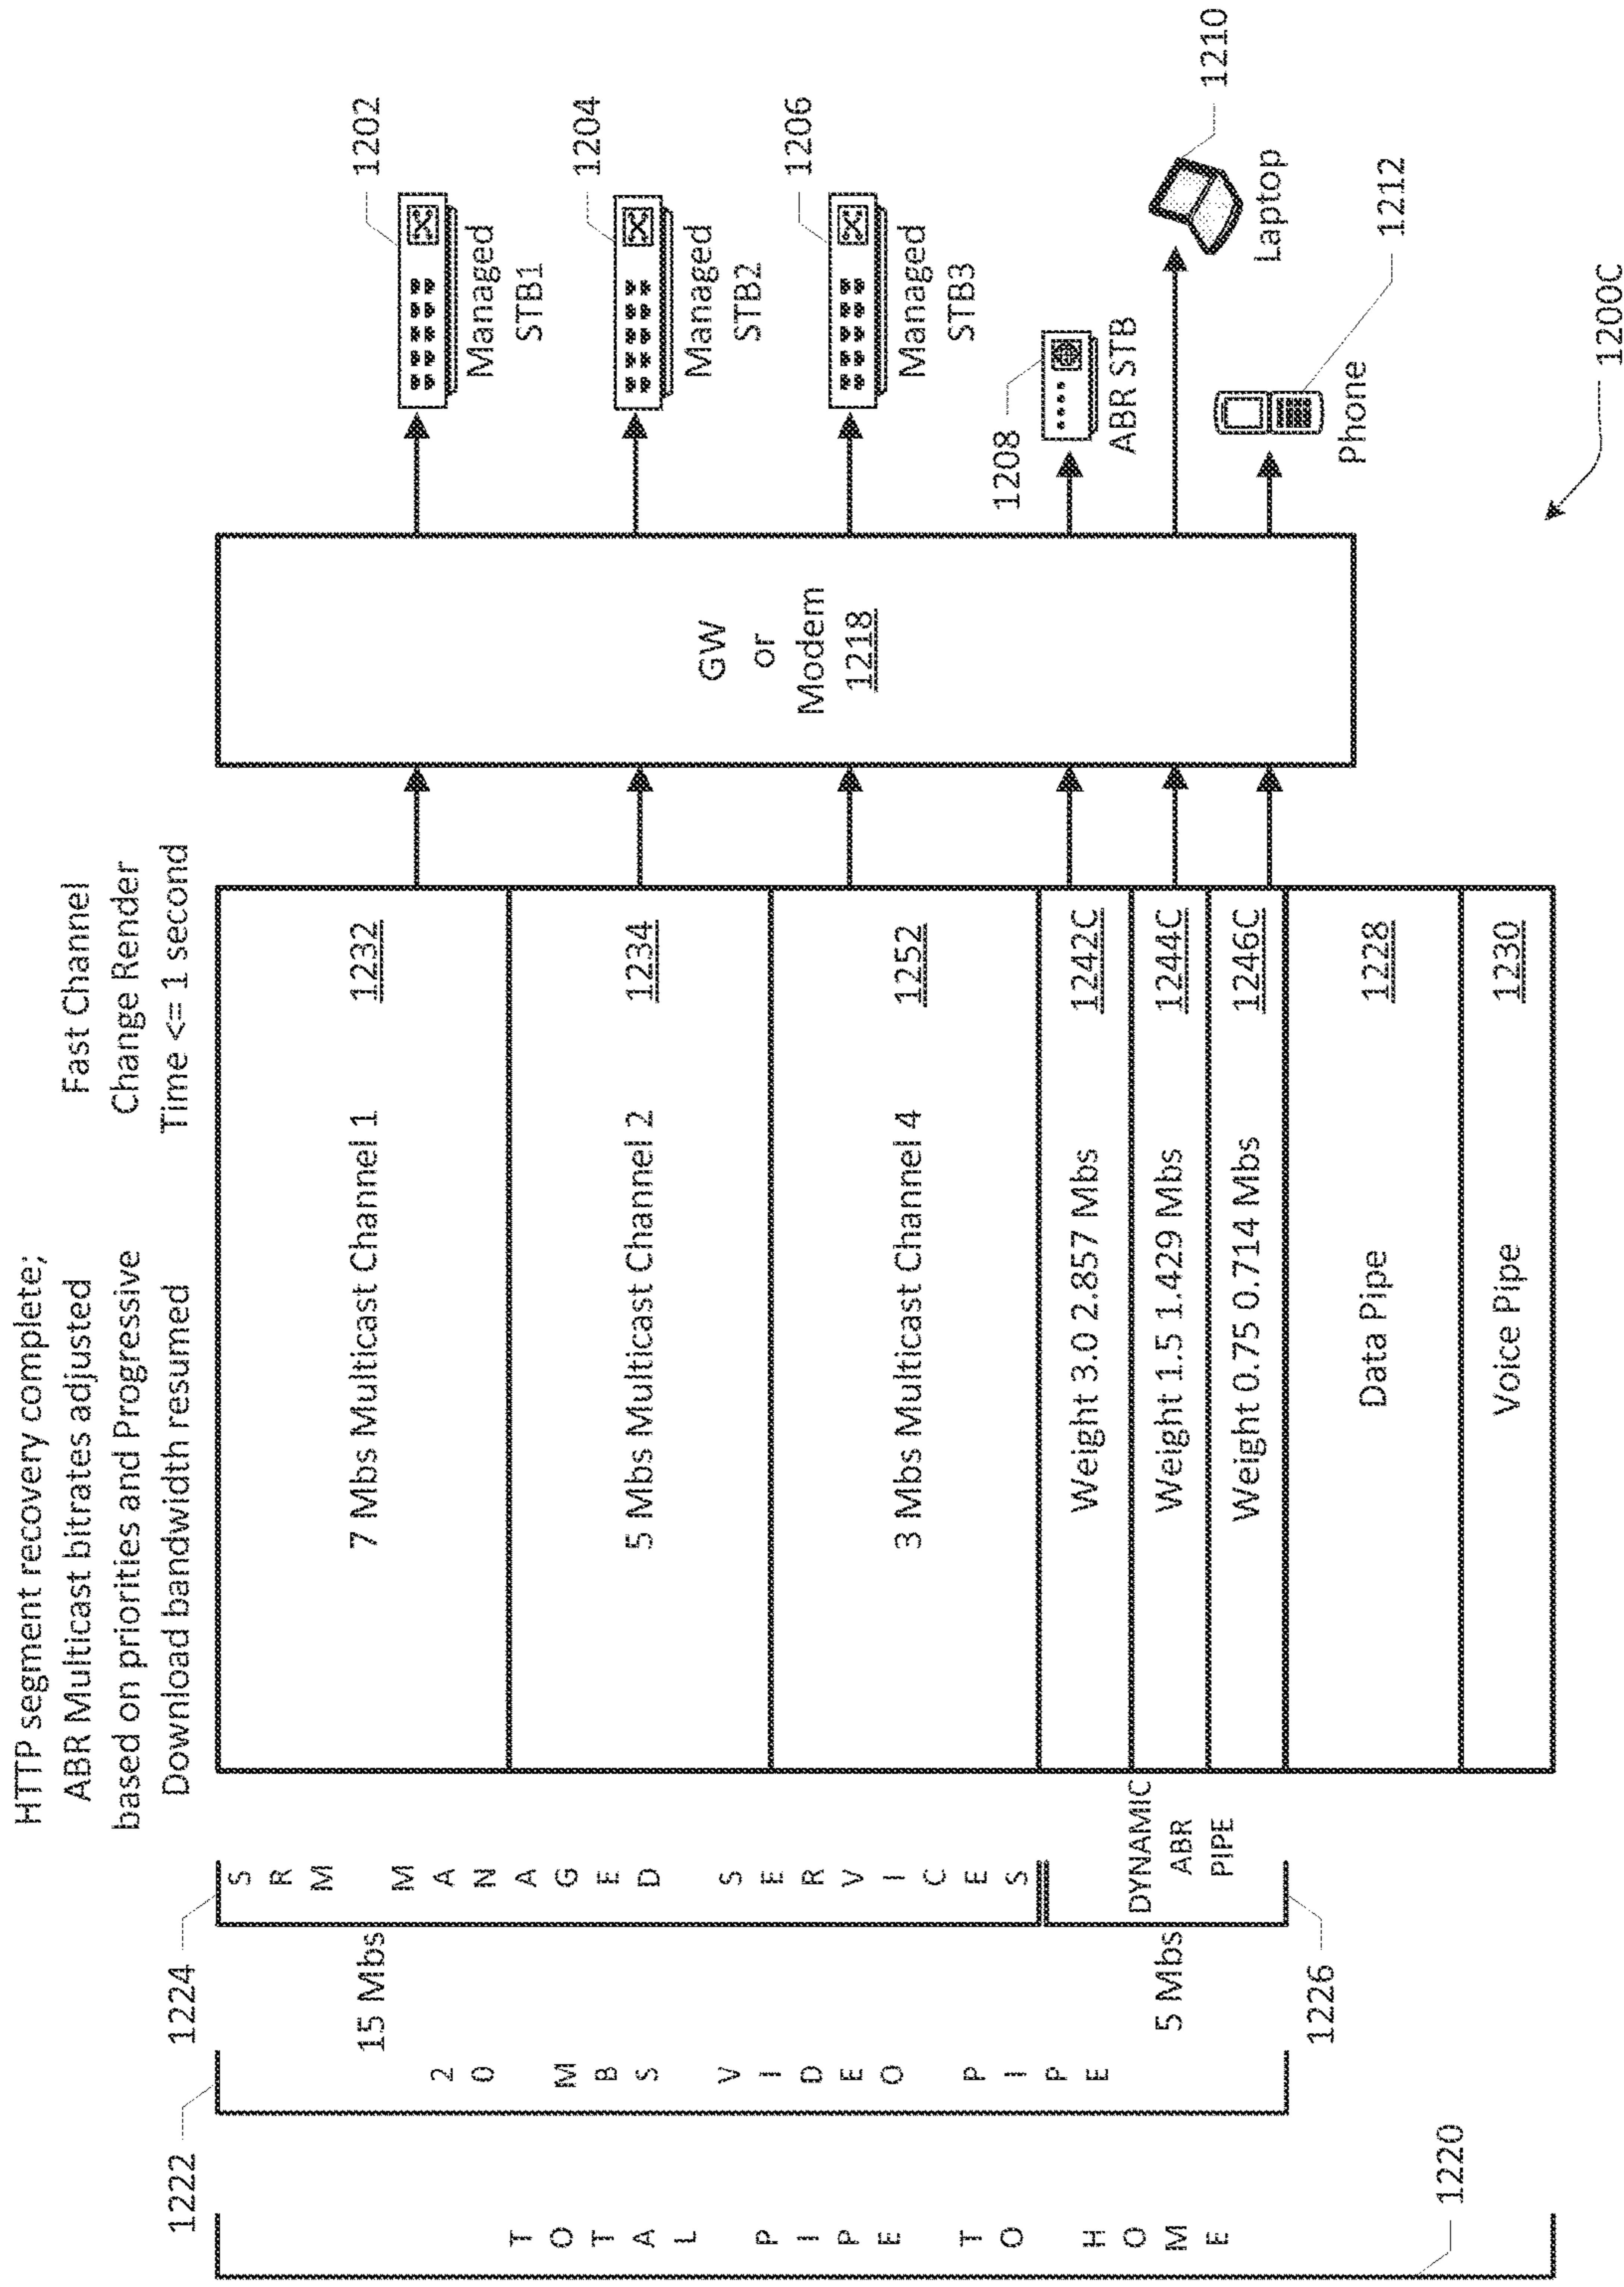 HTTP segment recovery complete;
ABR Multicast bitrates adjusted
based on priorities and Progressive
Download bandwidth resumed
Fast Channel
Change Render
Time <= 1 second
1222
1224
TOTAL PIPE TO HOME
1220
20 MBS VIDEO PIPE
15 Mbs
5 Mbs
SRM MANAGED SERVICES
DYNAMIC
ABR
PIPE
1226
7 Mbs Multicast Channel 1 1232
5 Mbs Multicast Channel 2 1234
3 Mbs Multicast Channel 4 1252
Weight 3.0 2.857 Mbs 1242C
Weight 1.5 1.429 Mbs 1244C
Weight 0.75 0.714 Mbs 1246C
Data Pipe 1228
Voice Pipe 1230
GW
or
Modem
1218
1202
Managed
STB1
1204
Managed
STB2
1206
Managed
STB3
1208
ABR STB
1210
Laptop
1212
Phone
1200C